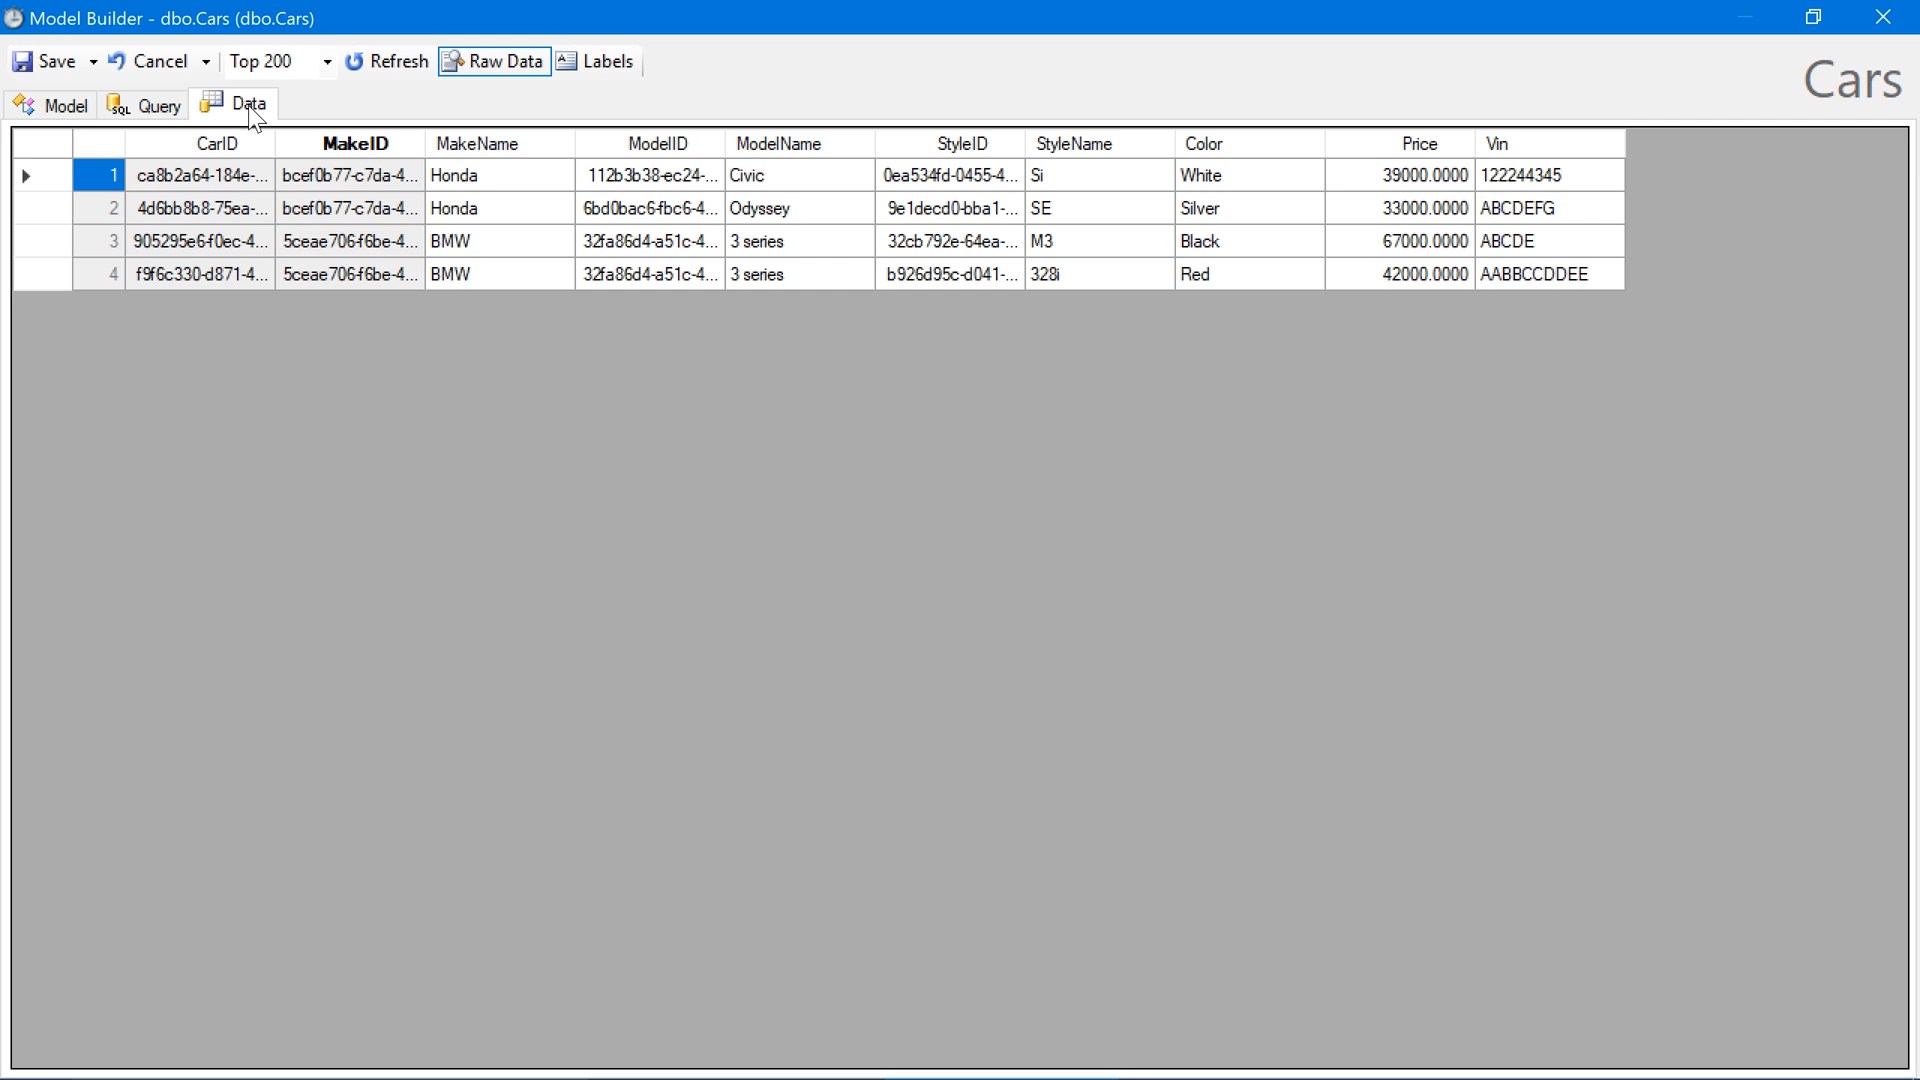 Model Builder - dbo.Cars (dbo.Cars)
Save Cancel Top 200 Refresh Raw Data Labels
Cars
Model SQL Query Data
CarID MakeID MakeName ModelID ModelName StyleID StyleName Color Price Vin
1 ca8b2a64-184e-... bcef0b77-c7da-4... Honda 112b3b38-ec24-... Civic 0ea534fd-0455-4... Si White 39000.0000 122244345
2 4d6bb8b8-75ea-... bcef0b77-c7da-4... Honda 6bd0bac6-fbc6-4... Odyssey 9e1decd0-bba1-... SE Silver 33000.0000 ABCDEFG
3 905295e6-f0ec-4... 5ceae706-f6be-4... BMW 32fa86d4-a51c-4... 3 series 32cb792e-64ea-... M3 Black 67000.0000 ABCDE
4 f9f6c330-d871-4... 5ceae706-f6be-4... BMW 32fa86d4-a51c-4... 3 series b926d95c-d041-... 328i Red 42000.0000 AABBCCDDEE